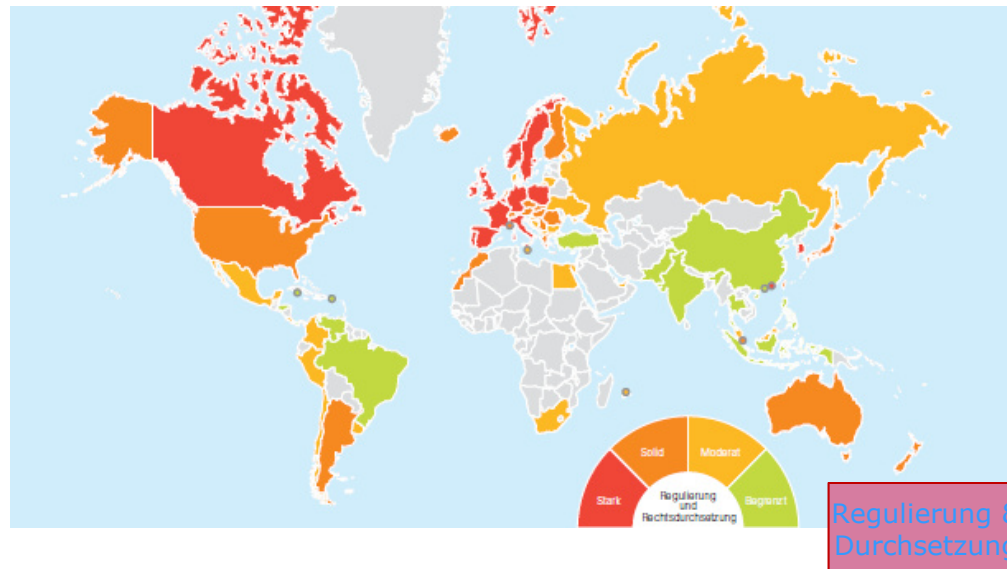 Solid
Moderat
Stark
Regulierung
und
Rechtsdurchsetzung
Begrenzt
Regulierung &
Durchsetzung